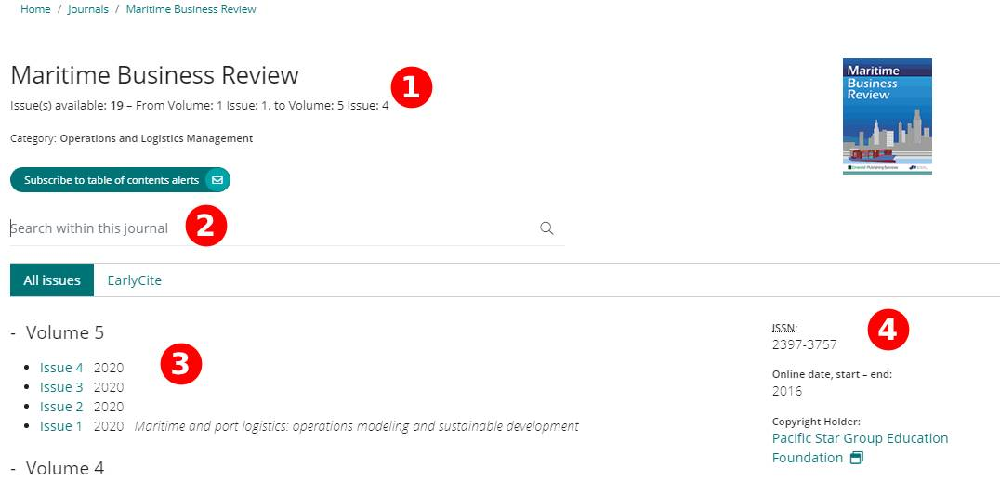 Home / Journals / Maritime Business Review
Maritime Business Review
1
Issue(s) available: 19 – From Volume: 1 Issue: 1, to Volume: 5 Issue: 4
Category: Operations and Logistics Management
Subscribe to table of contents alerts
Maritime
Business
Review
Search within this journal
2
All issues EarlyCite
- Volume 5
Issue 4 2020
3
Issue 3 2020
Issue 2 2020
Issue 1 2020 Maritime and port logistics: operations modeling and sustainable development
- Volume 4
ISSN:
4
2397-3757
Online date, start – end:
2016
Copyright Holder:
Pacific Star Group Education
Foundation